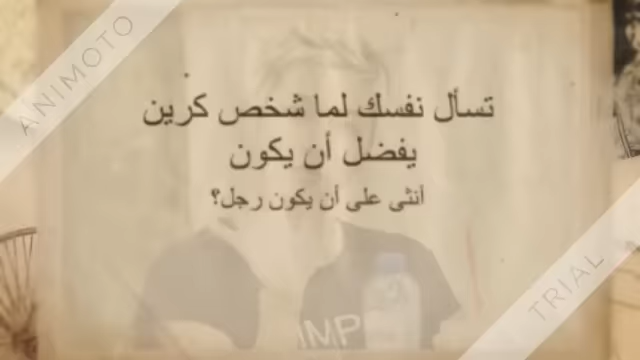 ANIMOTO
تسأل نفسك لما شخص كرين
يفضل أن يكون
أنثى على أن يكون رجل؟
IMP
TRIAL